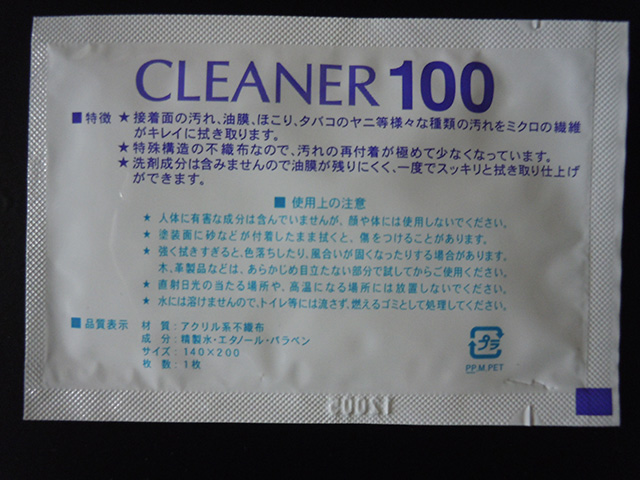 CLEANER 100
■特徴 ★接着面の汚れ、油膜、ほこり、タバコのヤニ等様々な種類の汚れをミクロの繊維
がキレイに拭き取ります。
★特殊構造の不織布なので、汚れの再付着が極めて少なくなっています。
★洗剤成分は含みませんので油膜が残りにくく、一度でスッキリと拭き取り仕上げ
ができます。
■使用上の注意
★人体に有害な成分は含んでいませんが、顔や体には使用しないでください。
★塗装面に砂などが付着したまま拭くと、傷をつけることがあります。
★強く拭きすぎると、色落ちしたり、風合いが固くなったりする場合があります。
木、革製品などは、あらかじめ目立たない部分で試してからご使用ください。
★直射日光の当たる場所や、高温になる場所には放置しないでください。
★水には溶けませんので、トイレ等には流さず、燃えるゴミとして処理してください。
■品質表示 材 質:アクリル系不織布
成 分:精製水・エタノール・パラベン
サイズ:140×200
枚 数:1枚
プラ
PP.M.PET